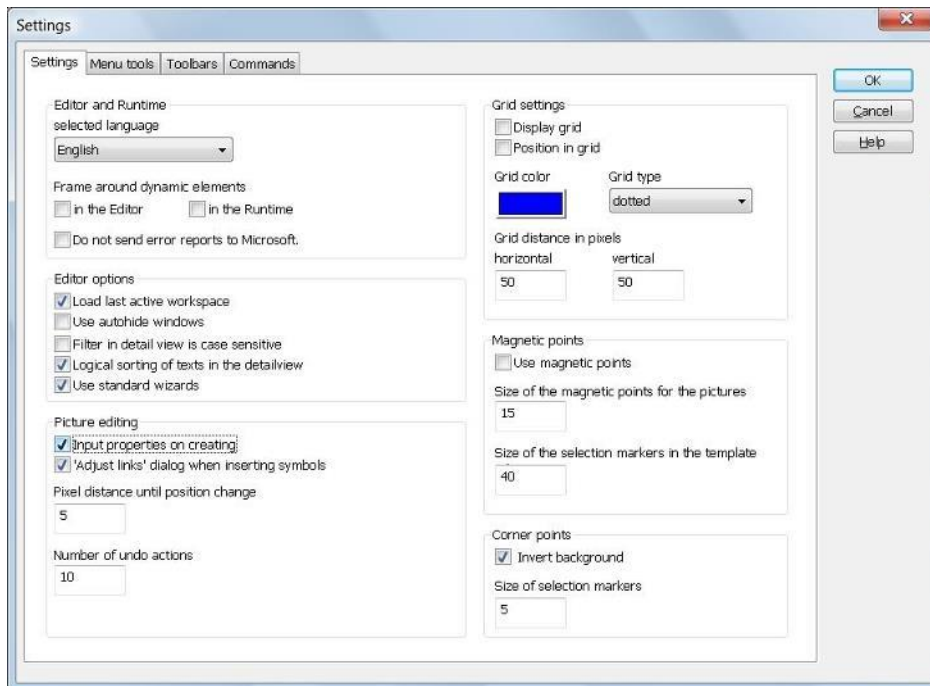 Settings
Settings
Menu tools
Toolbars
Commands
Editor and Runtime
selected language
English
Frame around dynamic elements
in the Editor
in the Runtime
Do not send error reports to Microsoft.
Editor options
Load last active workspace
Use autohide windows
Filter in detail view is case sensitive
Logical sorting of texts in the detailview
Use standard wizards
Picture editing
Input properties on creating
'Adjust links' dialog when inserting symbols
Pixel distance until position change
5
Number of undo actions
10
Grid settings
Display grid
Position in grid
Grid color
Grid type
dotted
Grid distance in pixels
horizontal
vertical
50
50
Magnetic points
Use magnetic points
Size of the magnetic points for the pictures
15
Size of the selection markers in the template
40
Corner points
Invert background
Size of selection markers
5
OK
Cancel
Help